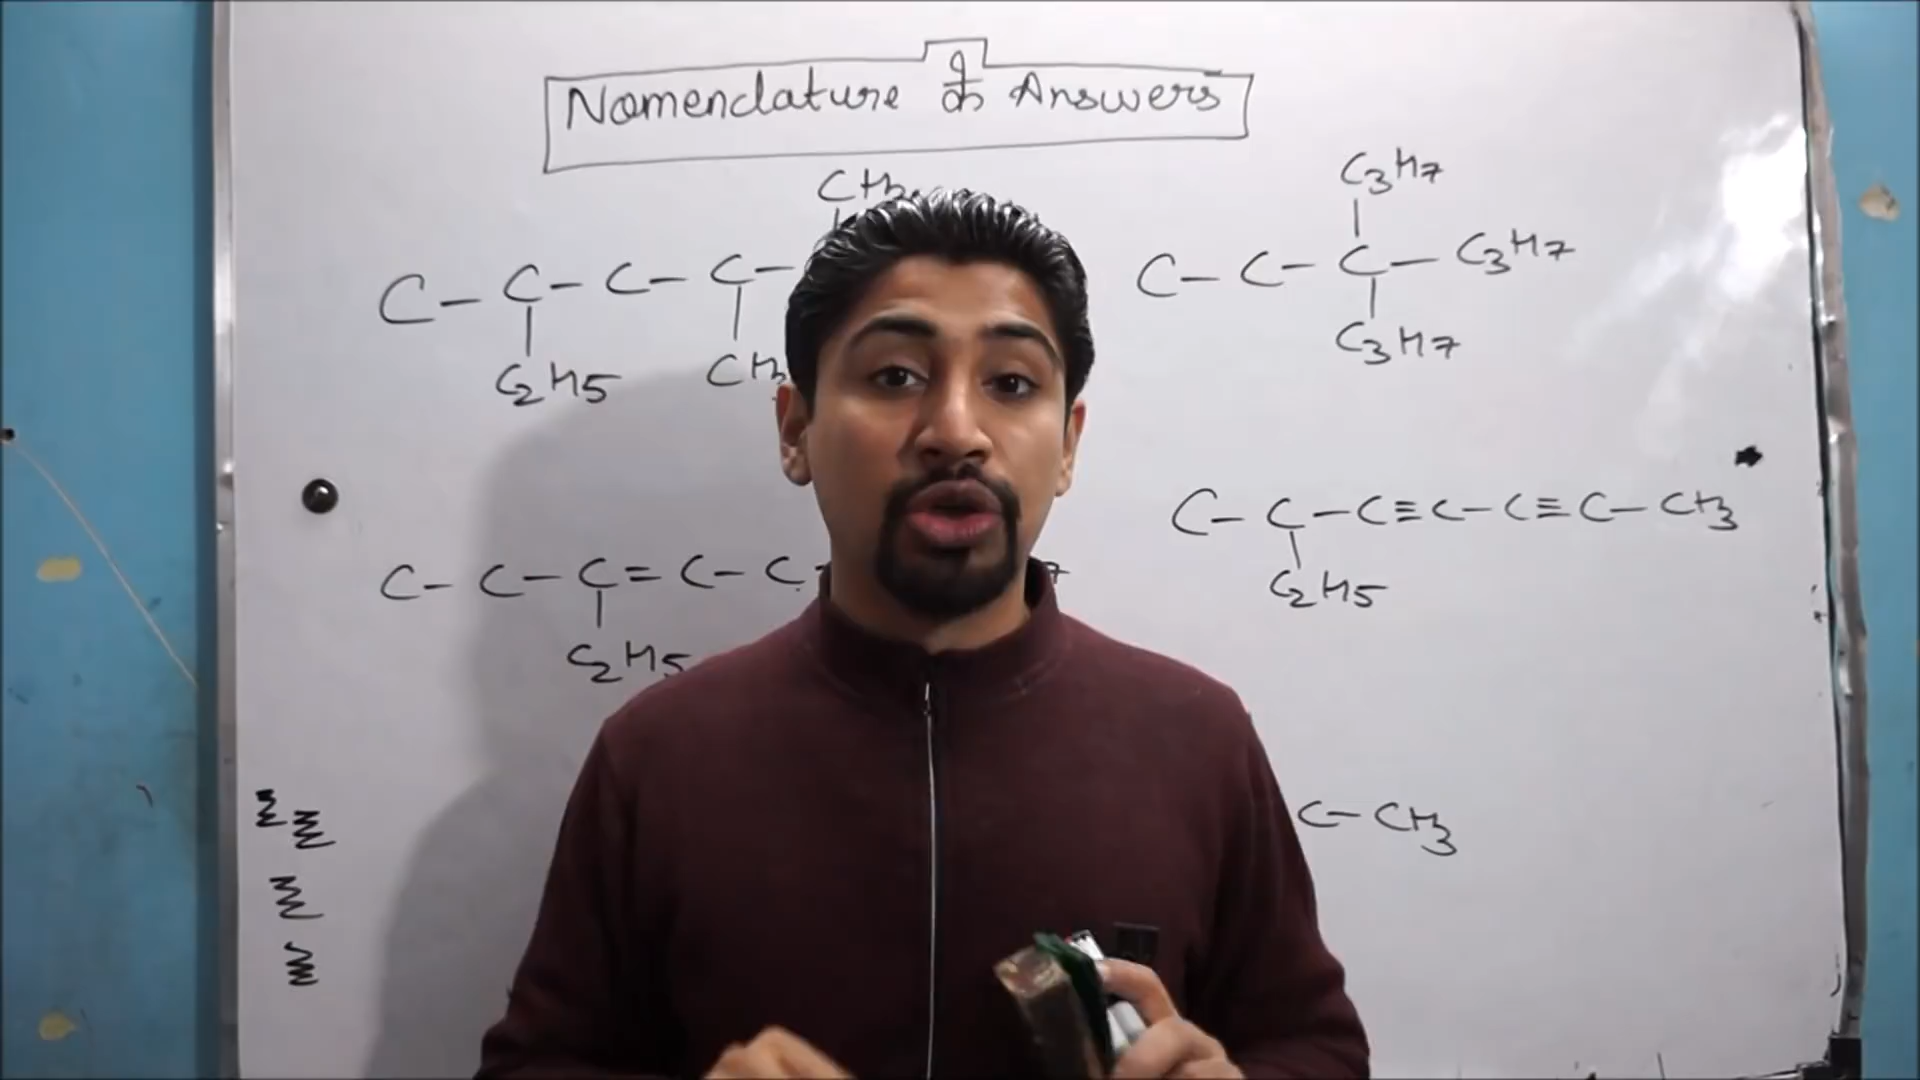 Nomenclature के Answers
CH3
C3H7
C - C - C - C -
C - C - C - C3H7
C2H5
CH3
C3H7
C - C - C≡C - C≡C - CH3
C2H5
C - C - C = C - C
C2H5
C - CH3